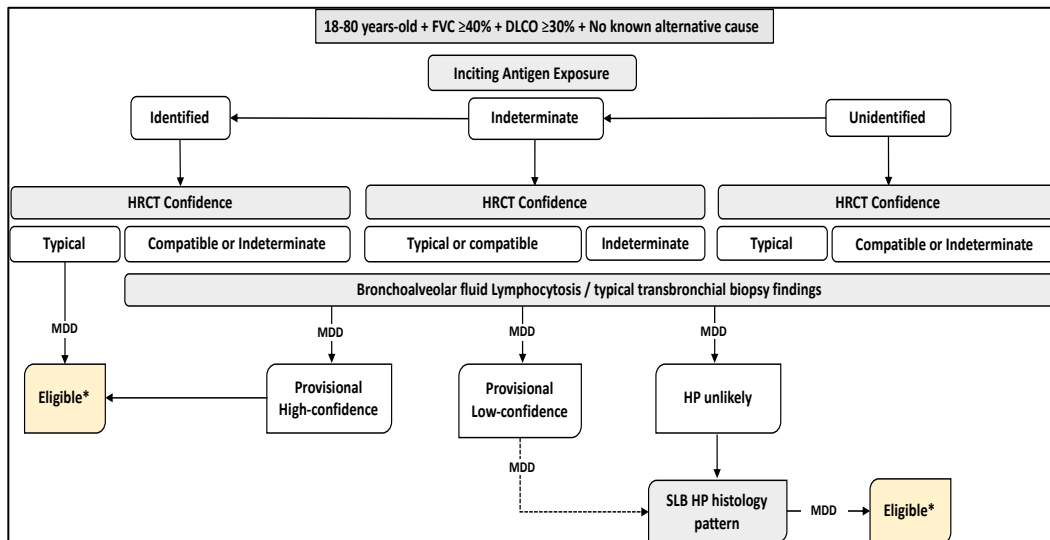 18-80 years-old + FVC ≥40% + DLCO ≥30% + No known alternative cause
Inciting Antigen Exposure
Identified
Indeterminate
Unidentified
HRCT Confidence
HRCT Confidence
HRCT Confidence
Typical
Compatible or Indeterminate
Typical or compatible
Indeterminate
Typical
Compatible or Indeterminate
Bronchoalveolar fluid Lymphocytosis / typical transbronchial biopsy findings
MDD
MDD
MDD
MDD
Eligible*
Provisional
High-confidence
Provisional
Low-confidence
HP unlikely
MDD
SLB HP histology
pattern
MDD
Eligible*